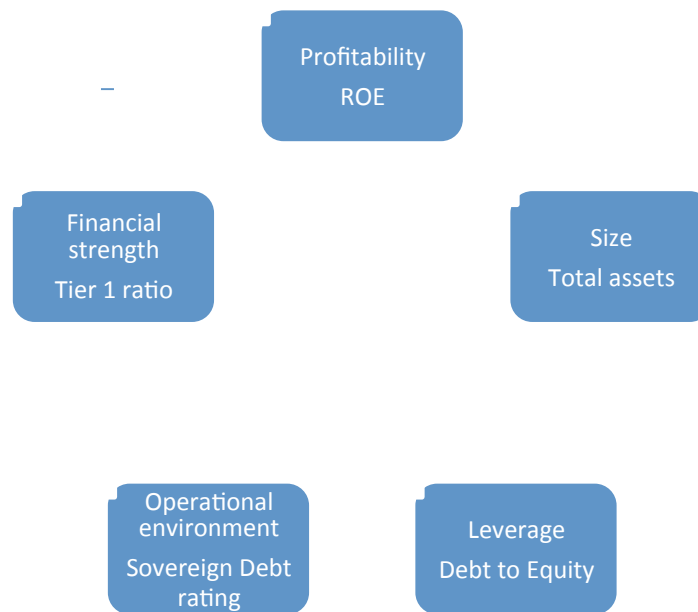 Profitability
ROE
Financial
strength
Tier 1 ratio
Size
Total assets
Operational
environment
Sovereign Debt
rating
Leverage
Debt to Equity